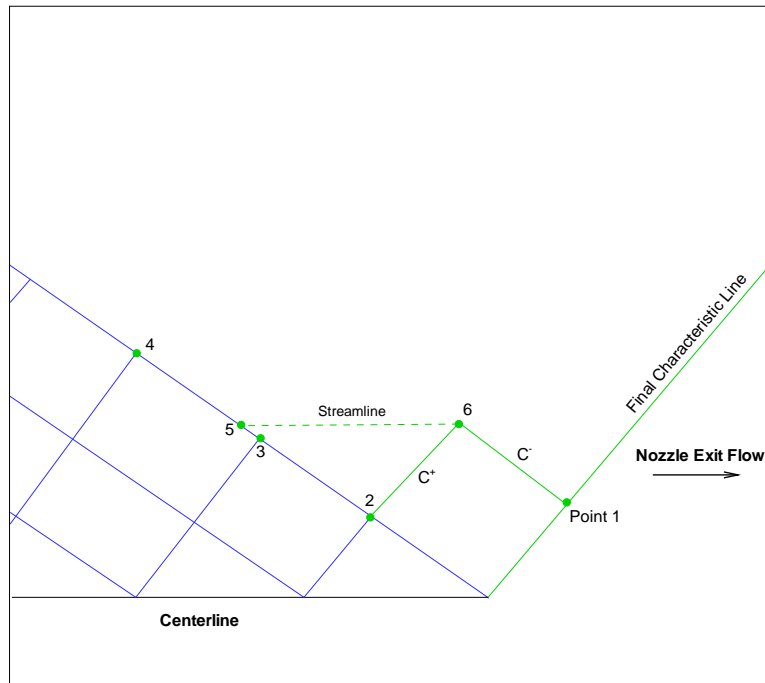 4
6
Streamline
5
3
Final Characteristic Line
Nozzle Exit Flow
C-
C+
2
Point 1
Centerline